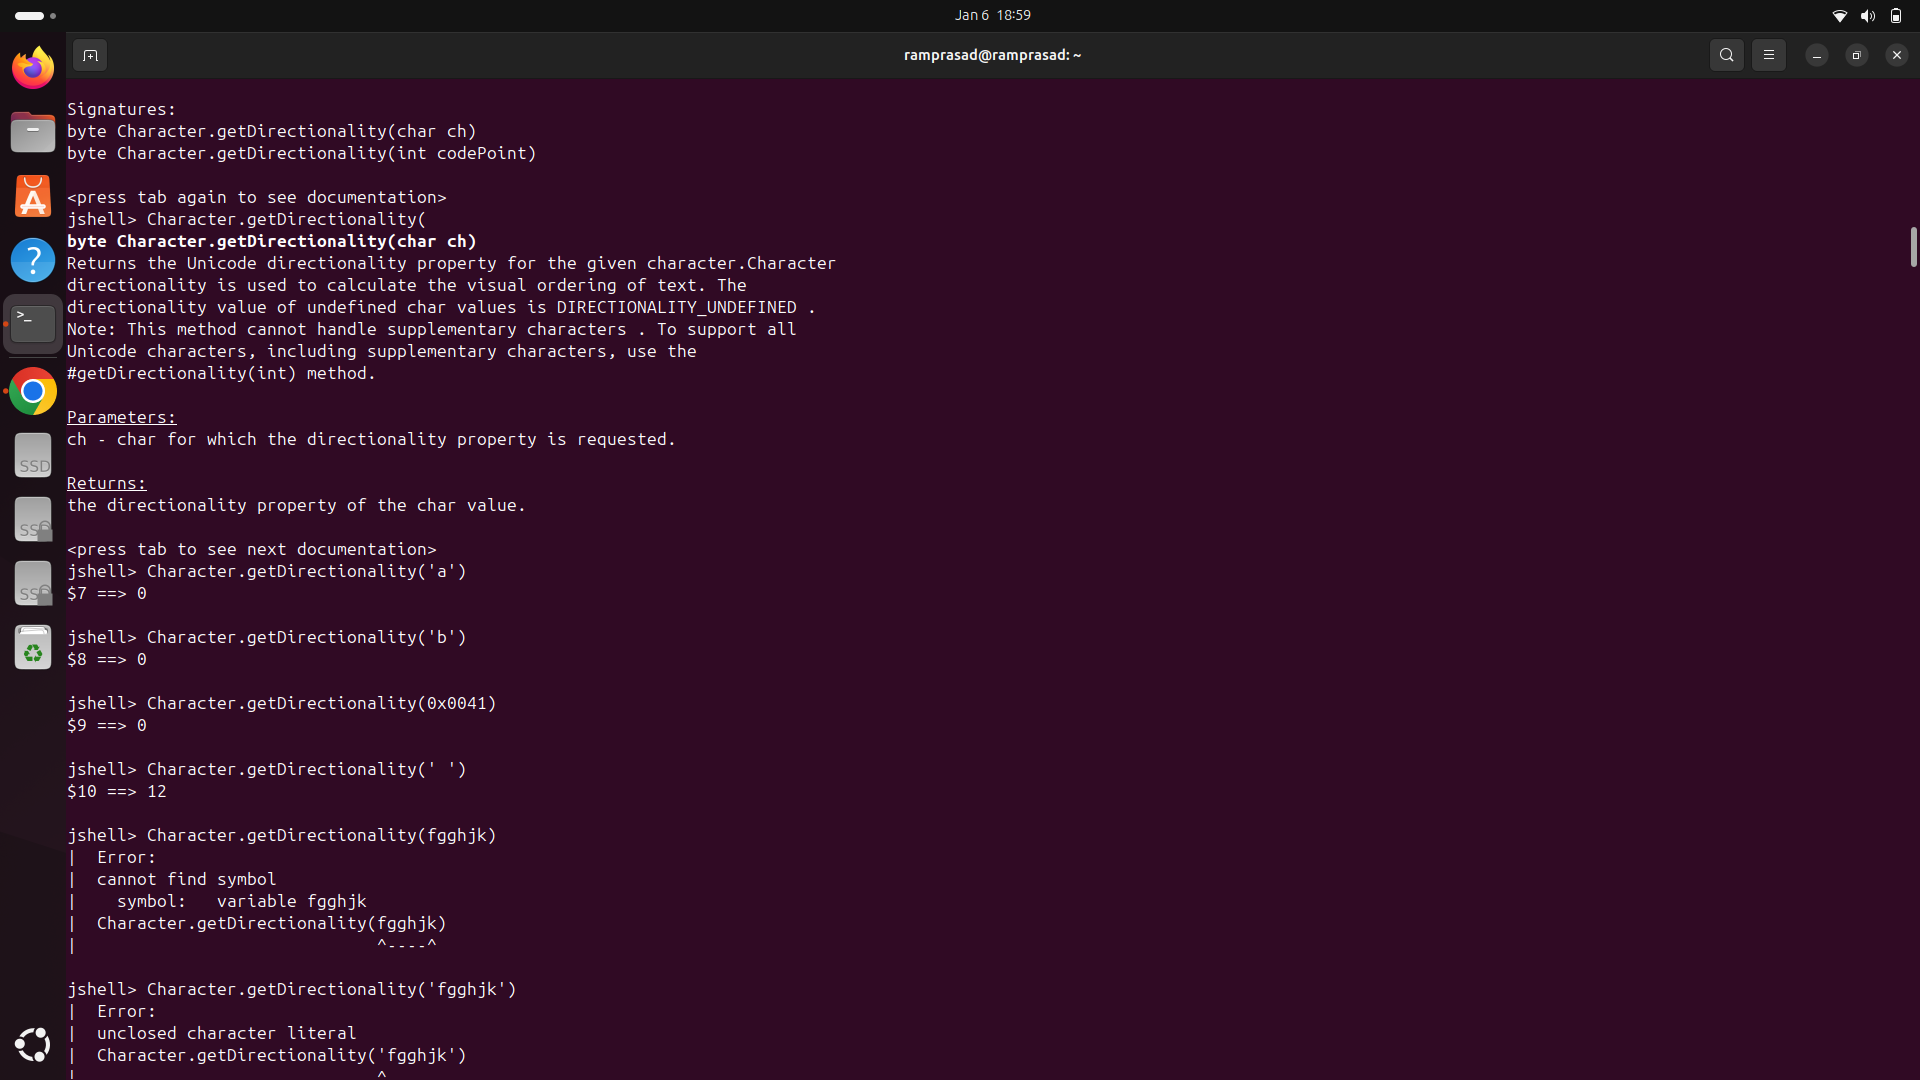 Jan 6 18:59
ramprasad@ramprasad: ~
Signatures:
byte Character.getDirectionality(char ch)
byte Character.getDirectionality(int codePoint)
<press tab again to see documentation>
jshell> Character.getDirectionality(
byte Character.getDirectionality(char ch)
Returns the Unicode directionality property for the given character.Character
directionality is used to calculate the visual ordering of text. The
directionality value of undefined char values is DIRECTIONALITY_UNDEFINED .
Note: This method cannot handle supplementary characters . To support all
Unicode characters, including supplementary characters, use the
#getDirectionality(int) method.
Parameters:
ch - char for which the directionality property is requested.
Returns:
the directionality property of the char value.
<press tab to see next documentation>
jshell> Character.getDirectionality('a')
$7 ==> 0
jshell> Character.getDirectionality('b')
$8 ==> 0
jshell> Character.getDirectionality(0x0041)
$9 ==> 0
jshell> Character.getDirectionality(' ')
$10 ==> 12
jshell> Character.getDirectionality(fgghjk)
|  Error:
|  cannot find symbol
|    symbol:   variable fgghjk
|  Character.getDirectionality(fgghjk)
|                              ^----^
jshell> Character.getDirectionality('fgghjk')
|  Error:
|  unclosed character literal
|  Character.getDirectionality('fgghjk')
|                              ^
SSD
SS
SS